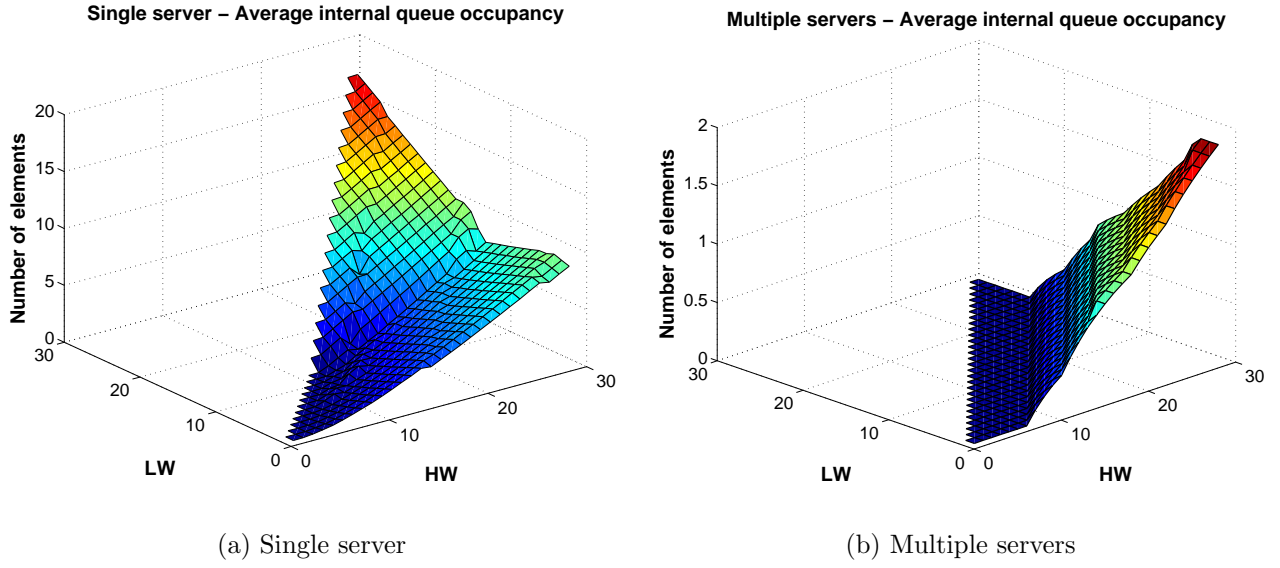 Single server – Average internal queue occupancy
Number of elements
20
15
10
5
0
30
20
10
0
LW
0
10
20
30
HW
(a) Single server
Multiple servers – Average internal queue occupancy
Number of elements
2
1.5
1
0.5
0
30
20
10
0
LW
0
10
20
30
HW
(b) Multiple servers